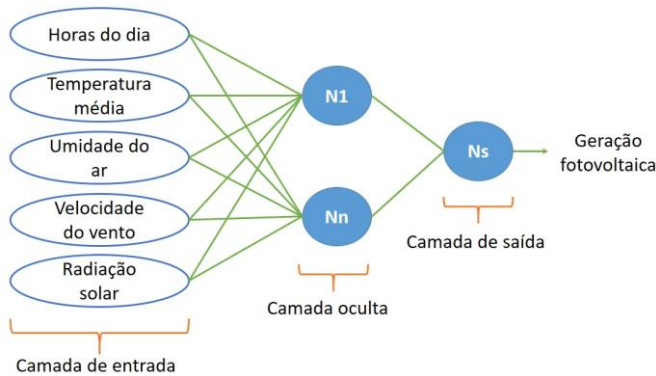 Horas do dia
Temperatura
média
Umidade do
ar
Velocidade
do vento
Radiação
solar
Camada de entrada
N1
Nn
Camada oculta
Ns
Camada de saída
Geração
fotovoltaica